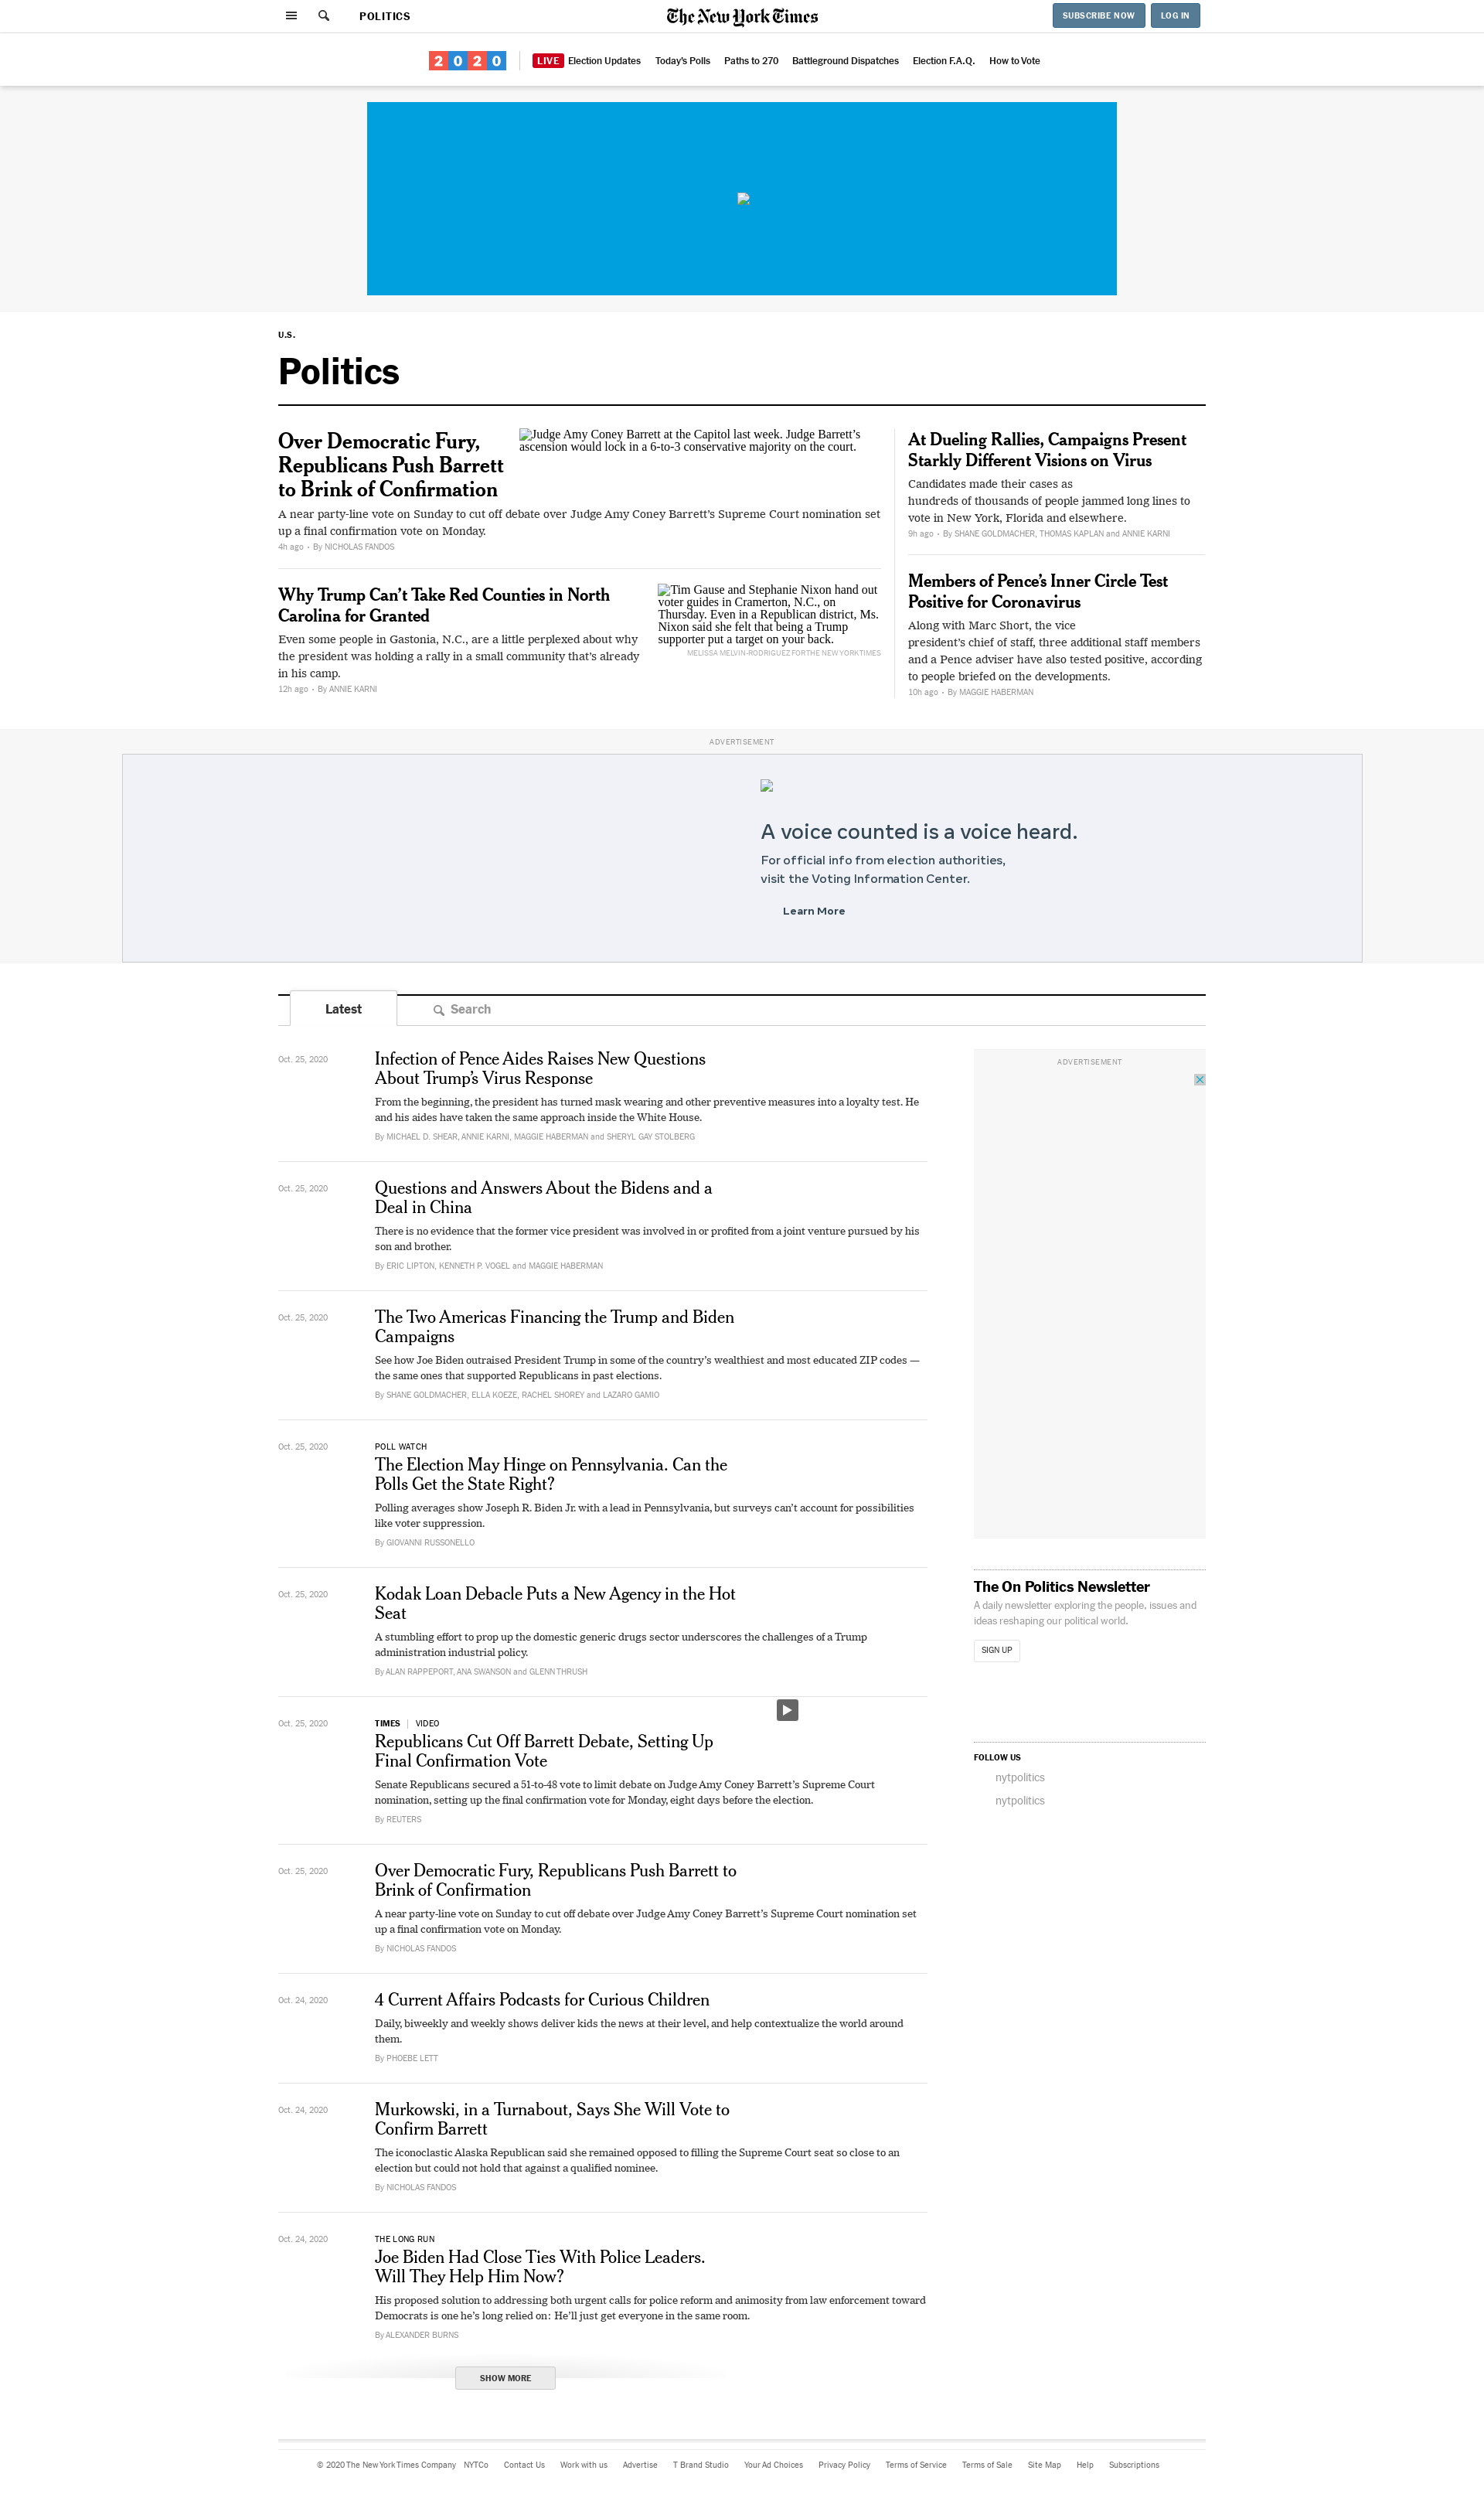 POLITICS
The New York Times
SUBSCRIBE NOW
LOG IN
2020
LIVE Election Updates
Today's Polls
Paths to 270
Battleground Dispatches
Election F.A.Q.
How to Vote
U.S.
Politics
Over Democratic Fury,
Republicans Push Barrett
to Brink of Confirmation
Judge Amy Coney Barrett at the Capitol last week. Judge Barrett’s
ascension would lock in a 6-to-3 conservative majority on the court.
A near party-line vote on Sunday to cut off debate over Judge Amy Coney Barrett’s Supreme Court nomination set
up a final confirmation vote on Monday.
4h ago • By NICHOLAS FANDOS
Why Trump Can’t Take Red Counties in North
Carolina for Granted
Even some people in Gastonia, N.C., are a little perplexed about why
the president was holding a rally in a small community that’s already
in his camp.
12h ago • By ANNIE KARNI
Tim Gause and Stephanie Nixon hand out
voter guides in Cramerton, N.C., on
Thursday. Even in a Republican district, Ms.
Nixon said she felt that being a Trump
supporter put a target on your back.
MELISSA MELVIN-RODRIGUEZ FOR THE NEW YORK TIMES
At Dueling Rallies, Campaigns Present
Starkly Different Visions on Virus
Candidates made their cases as
hundreds of thousands of people jammed long lines to
vote in New York, Florida and elsewhere.
9h ago • By SHANE GOLDMACHER, THOMAS KAPLAN and ANNIE KARNI
Members of Pence’s Inner Circle Test
Positive for Coronavirus
Along with Marc Short, the vice
president’s chief of staff, three additional staff members
and a Pence adviser have also tested positive, according
to people briefed on the developments.
10h ago • By MAGGIE HABERMAN
ADVERTISEMENT
A voice counted is a voice heard.
For official info from election authorities,
visit the Voting Information Center.
Learn More
Latest
Search
Oct. 25, 2020
Infection of Pence Aides Raises New Questions
About Trump’s Virus Response
From the beginning, the president has turned mask wearing and other preventive measures into a loyalty test. He
and his aides have taken the same approach inside the White House.
By MICHAEL D. SHEAR, ANNIE KARNI, MAGGIE HABERMAN and SHERYL GAY STOLBERG
Oct. 25, 2020
Questions and Answers About the Bidens and a
Deal in China
There is no evidence that the former vice president was involved in or profited from a joint venture pursued by his
son and brother.
By ERIC LIPTON, KENNETH P. VOGEL and MAGGIE HABERMAN
Oct. 25, 2020
The Two Americas Financing the Trump and Biden
Campaigns
See how Joe Biden outraised President Trump in some of the country’s wealthiest and most educated ZIP codes —
the same ones that supported Republicans in past elections.
By SHANE GOLDMACHER, ELLA KOEZE, RACHEL SHOREY and LAZARO GAMIO
Oct. 25, 2020
POLL WATCH
The Election May Hinge on Pennsylvania. Can the
Polls Get the State Right?
Polling averages show Joseph R. Biden Jr. with a lead in Pennsylvania, but surveys can’t account for possibilities
like voter suppression.
By GIOVANNI RUSSONELLO
Oct. 25, 2020
Kodak Loan Debacle Puts a New Agency in the Hot
Seat
A stumbling effort to prop up the domestic generic drugs sector underscores the challenges of a Trump
administration industrial policy.
By ALAN RAPPEPORT, ANA SWANSON and GLENN THRUSH
Oct. 25, 2020
TIMES | VIDEO
Republicans Cut Off Barrett Debate, Setting Up
Final Confirmation Vote
Senate Republicans secured a 51-to-48 vote to limit debate on Judge Amy Coney Barrett’s Supreme Court
nomination, setting up the final confirmation vote for Monday, eight days before the election.
By REUTERS
Oct. 25, 2020
Over Democratic Fury, Republicans Push Barrett to
Brink of Confirmation
A near party-line vote on Sunday to cut off debate over Judge Amy Coney Barrett’s Supreme Court nomination set
up a final confirmation vote on Monday.
By NICHOLAS FANDOS
Oct. 24, 2020
4 Current Affairs Podcasts for Curious Children
Daily, biweekly and weekly shows deliver kids the news at their level, and help contextualize the world around
them.
By PHOEBE LETT
Oct. 24, 2020
Murkowski, in a Turnabout, Says She Will Vote to
Confirm Barrett
The iconoclastic Alaska Republican said she remained opposed to filling the Supreme Court seat so close to an
election but could not hold that against a qualified nominee.
By NICHOLAS FANDOS
Oct. 24, 2020
THE LONG RUN
Joe Biden Had Close Ties With Police Leaders.
Will They Help Him Now?
His proposed solution to addressing both urgent calls for police reform and animosity from law enforcement toward
Democrats is one he’s long relied on: He’ll just get everyone in the same room.
By ALEXANDER BURNS
SHOW MORE
ADVERTISEMENT
The On Politics Newsletter
A daily newsletter exploring the people, issues and
ideas reshaping our political world.
SIGN UP
FOLLOW US
nytpolitics
nytpolitics
© 2020 The New York Times Company NYTCo Contact Us Work with us Advertise T Brand Studio Your Ad Choices Privacy Policy Terms of Service Terms of Sale Site Map Help Subscriptions